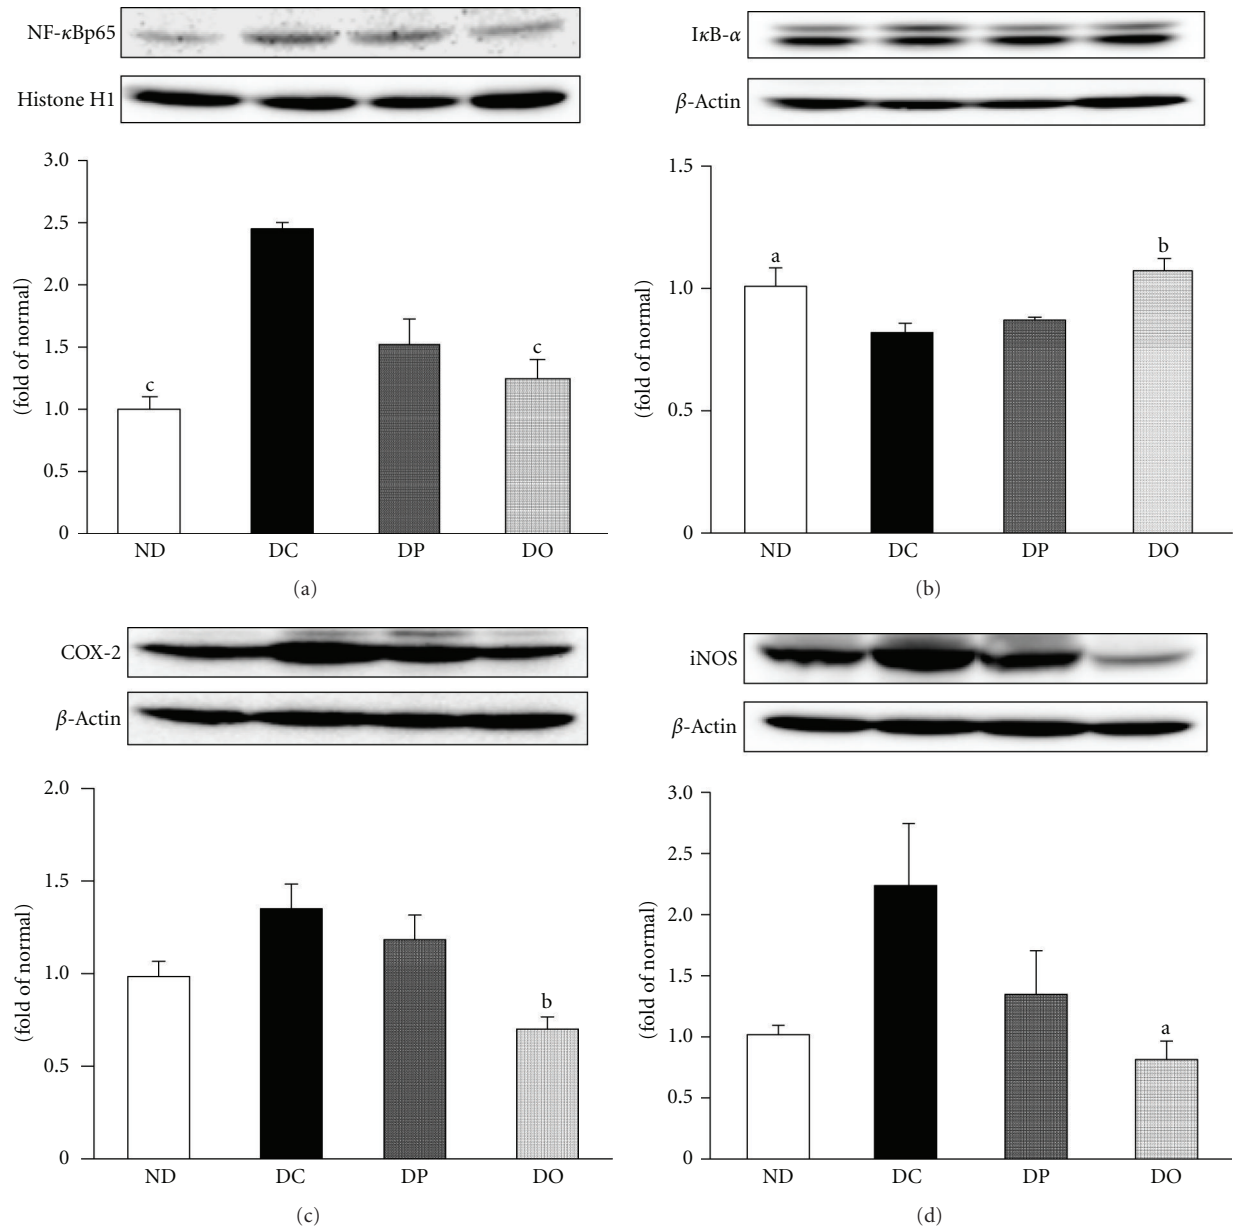 NF-κBp65
Histone H1
3.0
2.5
2.0
1.5
1.0
0.5
0
(fold of normal)
c
c
ND DC DP DO
(a)
IκB-α
β-Actin
1.5
1.0
0.5
0
(fold of normal)
a
b
ND DC DP DO
(b)
COX-2
β-Actin
2.0
1.5
1.0
0.5
0
(fold of normal)
b
ND DC DP DO
(c)
iNOS
β-Actin
3.0
2.5
2.0
1.5
1.0
0.5
0
(fold of normal)
a
ND DC DP DO
(d)